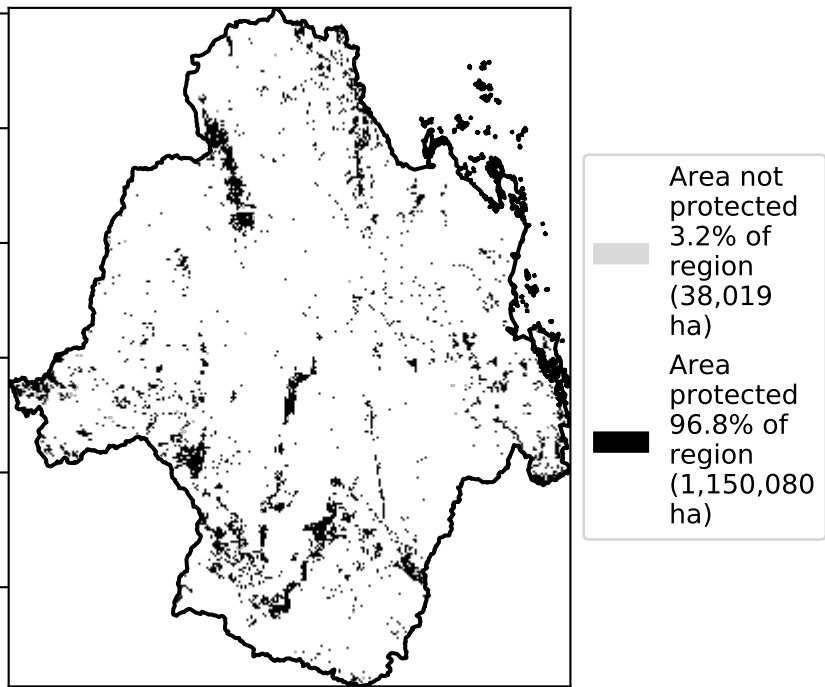 Area not
protected
3.2% of
region
(38,019
ha)
Area
protected
96.8% of
region
(1,150,080
ha)